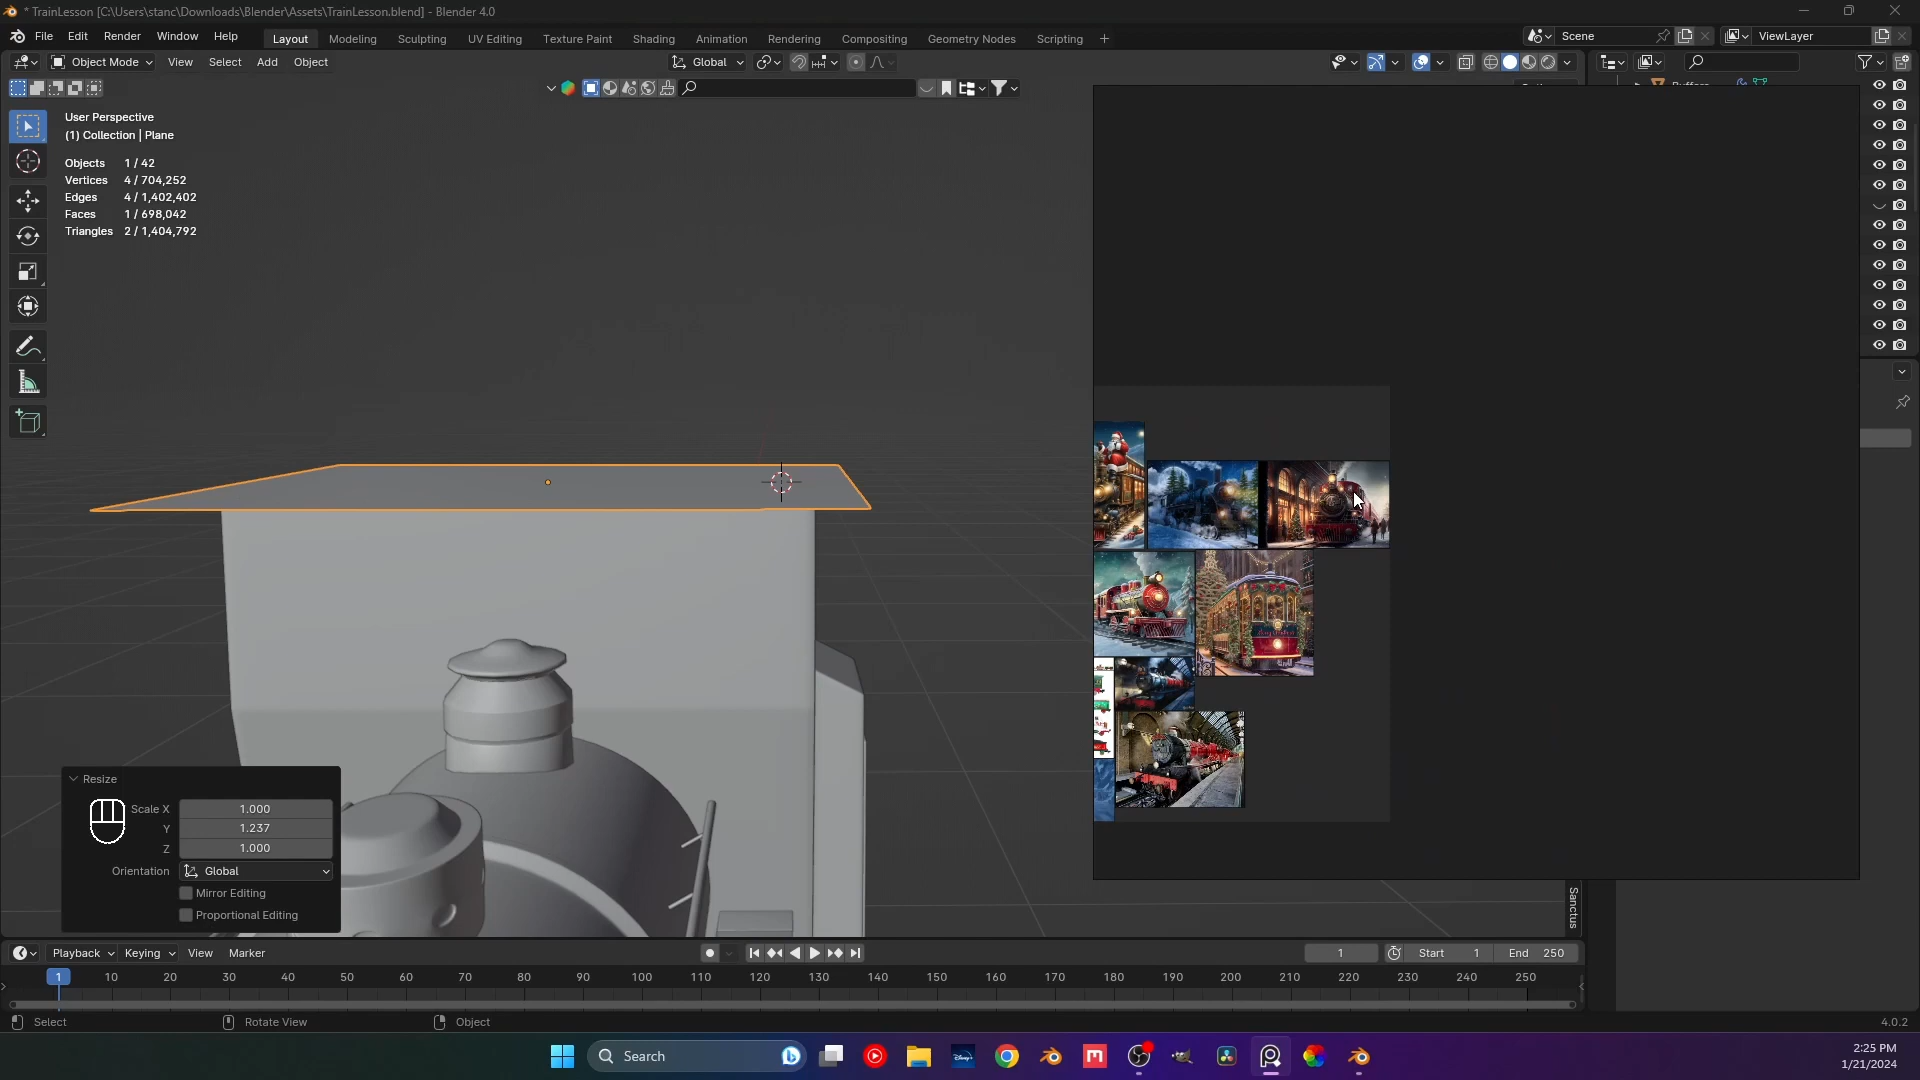 * TrainLesson [C:\Users\stanc\Downloads\Blender\Assets\TrainLesson.blend] - Blender 4.0
File Edit Render Window Help
Layout Modeling Sculpting UV Editing Texture Paint Shading Animation Rendering Compositing Geometry Nodes Scripting +
Scene
ViewLayer
Object Mode View Select Add Object
Global
User Perspective
(1) Collection | Plane
Objects 1 / 42
Vertices 4 / 704,252
Edges 4 / 1,402,402
Faces 1 / 698,042
Triangles 2 / 1,404,792
Resize
Scale X 1.000
Y 1.237
Z 1.000
Orientation Global
Mirror Editing
Proportional Editing
Sanctus
Playback Keying View Marker
1
Start 1
End 250
1 10 20 30 40 50 60 70 80 90 100 110 120 130 140 150 160 170 180 190 200 210 220 230 240 250
Select
Rotate View
Object
4.0.2
Search
2:25 PM
1/21/2024